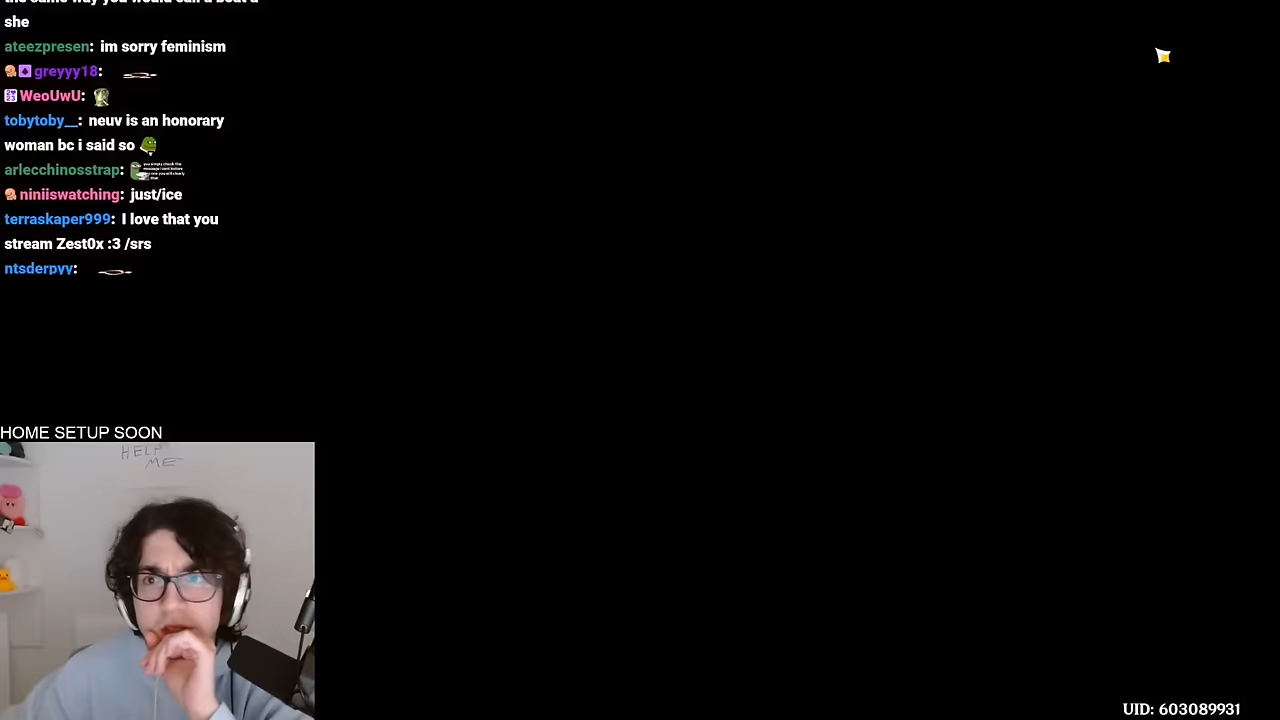 she
ateezpresen: im sorry feminism
greyyy18:
WeoUwU:
tobytoby__: neuv is an honorary
woman bc i said so
arlecchinosstrap:
niniiswatching: just/ice
terraskaper999: I love that you
stream Zest0x :3 /srs
ntsderpyy:
HOME SETUP SOON
HELP
ME
UID: 603089931